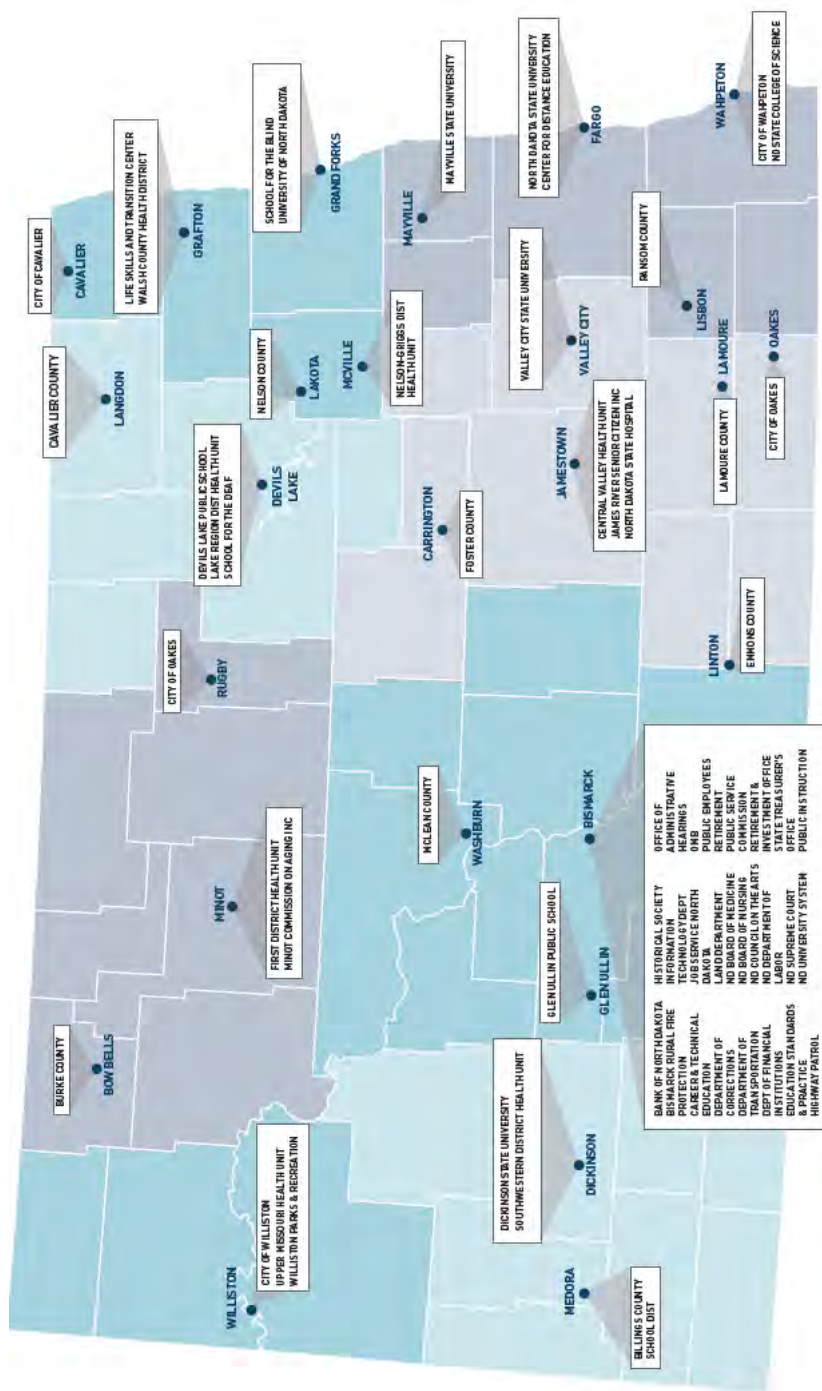 CITY OF CAVALIER
CAVALIER
LIFE SKILLS AND TRANSITION CENTER
WALSH COUNTY HEALTH DISTRICT
GRAFTON
SCHOOL FOR THE BLIND
UNIVERSITY OF NORTH DAKOTA
GRAND FORKS
CAVALIER COUNTY
LANGDON
NELSON COUNTY
LAKOTA
MCVILLE
NELSON-GRIGGS DIST
HEALTH UNIT
MAYVILLE
MAYVILLE STATE UNIVERSITY
NORTH DAKOTA STATE UNIVERSITY
CENTER FOR DISTANCE EDUCATION
FARGO
WAHPETON
CITY OF WAHPETON
ND STATE COLLEGE OF SCIENCE
DEVILS LAKE PUBLIC SCHOOL
LAKE REGION DIST HEALTH UNIT
SCHOOL FOR THE DEAF
DEVILS
LAKE
VALLEY CITY STATE UNIVERSITY
VALLEY CITY
RANSOM COUNTY
LISBON
LAMOURE
LAMOURE COUNTY
OAKES
CITY OF OAKES
CARRINGTON
FOSTER COUNTY
JAMESTOWN
CENTRAL VALLEY HEALTH UNIT
JAMES RIVER SENIOR CITIZEN INC
NORTH DAKOTA STATE HOSPITAL
CITY OF OAKES
RUGBY
LINTON
EMMONS COUNTY
MINOT
FIRST DISTRICT HEALTH UNIT
MINOT COMMISSION ON AGING INC
MCLEAN COUNTY
WASHBURN
BISMARCK
GLEN ULLIN PUBLIC SCHOOL
GLEN ULLIN
BURKE COUNTY
BOWBELLS
BANK OF NORTH DAKOTA
BISMARCK RURAL FIRE
PROTECTION
CAREER & TECHNICAL
EDUCATION
DEPARTMENT OF
CORRECTIONS
DEPARTMENT OF
TRANSPORTATION
DEPT OF FINANCIAL
INSTITUTIONS
EDUCATION STANDARDS
& PRACTICE
HIGHWAY PATROL
HISTORICAL SOCIETY
INFORMATION
TECHNOLOGY DEPT
JOB SERVICE NORTH
DAKOTA
LAND DEPARTMENT
ND BOARD OF MEDICINE
ND BOARD OF NURSING
ND COUNCIL ON THE ARTS
ND DEPARTMENT OF
LABOR
ND SUPREME COURT
ND UNIVERSITY SYSTEM
OFFICE OF
ADMINISTRATIVE
HEARINGS
OMB
PUBLIC EMPLOYEES
RETIREMENT
PUBLIC SERVICE
COMMISSION
RETIREMENT &
INVESTMENT OFFICE
STATE TREASURER'S
OFFICE
PUBLIC INSTRUCTION
DICKINSON STATE UNIVERSITY
SOUTHWESTERN DISTRICT HEALTH UNIT
DICKINSON
WILLISTON
CITY OF WILLISTON
UPPER MISSOURI HEALTH UNIT
WILLISTON PARKS & RECREATION
MEDORA
BILLINGS COUNTY
SCHOOL DIST